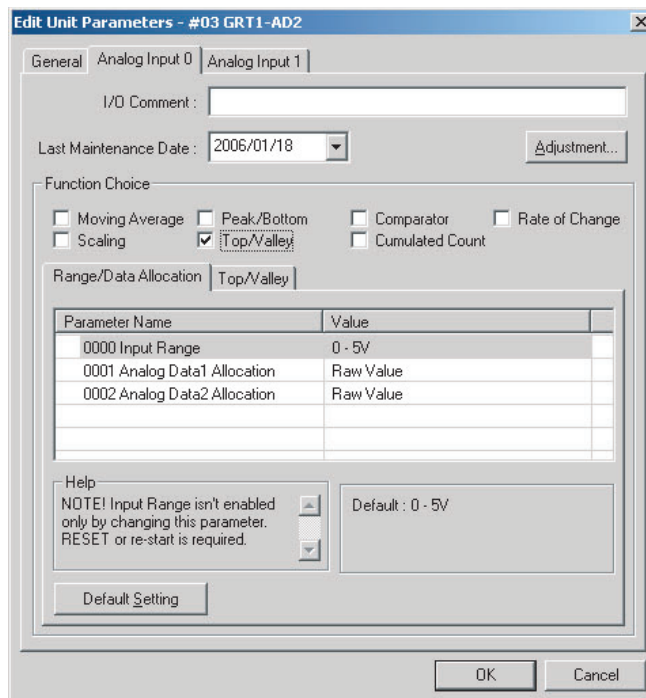 Edit Unit Parameters - #03 GRT1-AD2
General Analog Input 0 Analog Input 1
I/O Comment :
Last Maintenance Date : 2006/01/18 Adjustment...
Function Choice
Moving Average Peak/Bottom Comparator Rate of Change
Scaling Top/Valley Cumulated Count
Range/Data Allocation Top/Valley
Parameter Name Value
0000 Input Range 0 - 5V
0001 Analog Data1 Allocation Raw Value
0002 Analog Data2 Allocation Raw Value
Help
NOTE! Input Range isn't enabled
only by changing this parameter.
RESET or re-start is required.
Default : 0 - 5V
Default Setting
OK Cancel